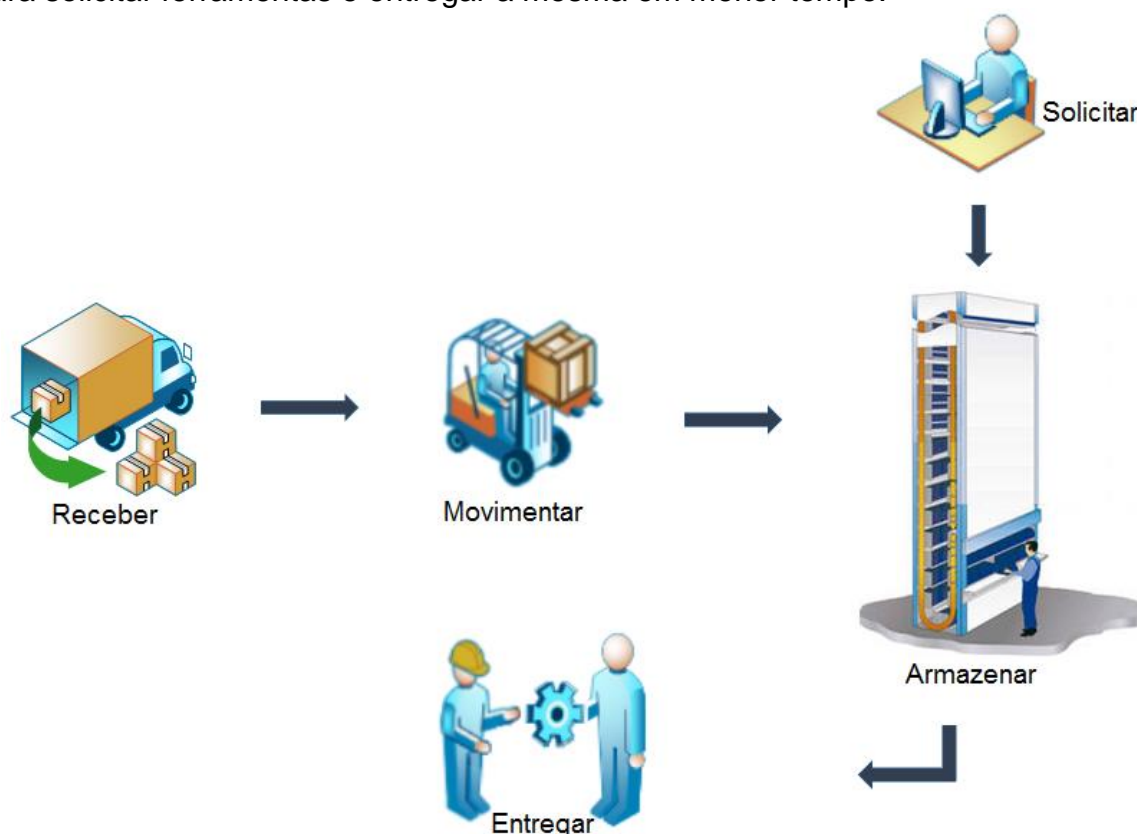 solicitar ferramentas e entregar a mesma em menor tempo.
Solicitar
Receber
Movimentar
Armazenar
Entregar